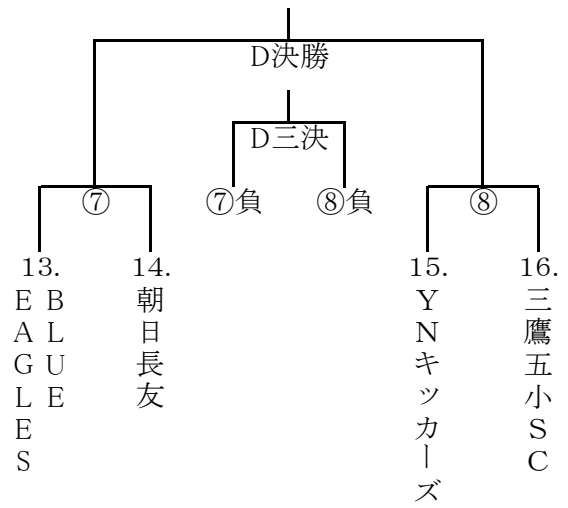 D決勝
D三決
⑦
⑦負
⑧負
⑧
13.
BLUE
EAGLES
14.
朝日長友
15.
YNキッカーズ
16.
三鷹五小SC